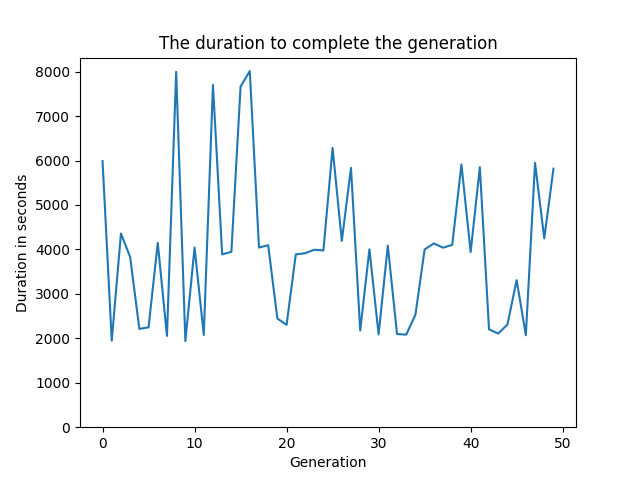 The duration to complete the generation
8000
7000
6000
5000
4000
3000
2000
1000
0
Duration in seconds
0 10 20 30 40 50
Generation